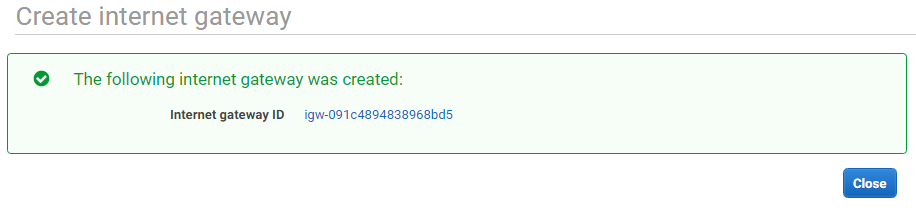 Create internet gateway
The following internet gateway was created:
Internet gateway ID igw-091c4894838968bd5
Close